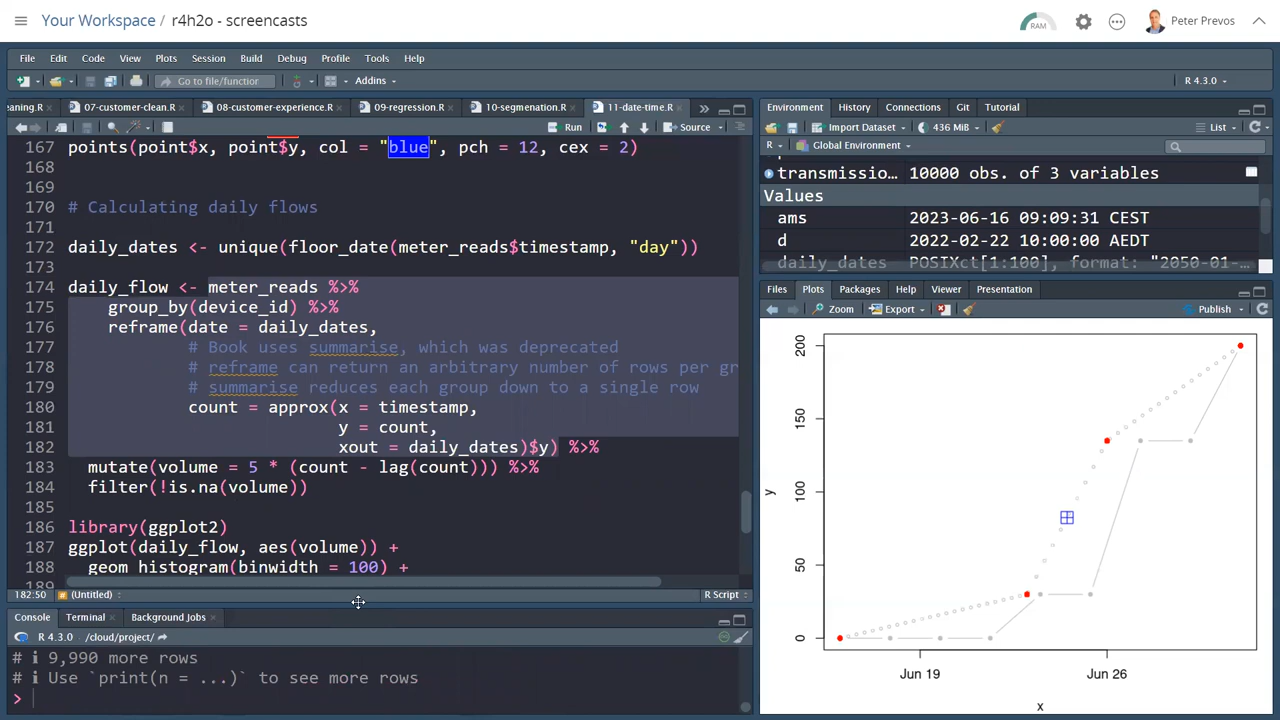 Your Workspace / r4h2o - screencasts
RAM
Peter Prevos
File Edit Code View Plots Session Build Debug Profile Tools Help
Go to file/function
Addins
R 4.3.0
eaning.R
07-customer-clean.R
08-customer-experience.R
09-regression.R
10-segmenation.R
11-date-time.R
Run
Source
167 points(point$x, point$y, col = "blue", pch = 12, cex = 2)
168
169
170 # Calculating daily flows
171
172 daily_dates <- unique(floor_date(meter_reads$timestamp, "day"))
173
174 daily_flow <- meter_reads %>%
175 group_by(device_id) %>%
176 reframe(date = daily_dates,
177 # Book uses summarise, which was deprecated
178 # reframe can return an arbitrary number of rows per gr
179 # summarise reduces each group down to a single row
180 count = approx(x = timestamp,
181 y = count,
182 xout = daily_dates)$y) %>%
183 mutate(volume = 5 * (count - lag(count))) %>%
184 filter(!is.na(volume))
185
186 library(ggplot2)
187 ggplot(daily_flow, aes(volume)) +
188 geom_histogram(binwidth = 100) +
189
182:50 (Untitled) R Script
Console Terminal Background Jobs
R 4.3.0 · /cloud/project/
# ℹ 9,990 more rows
# ℹ Use `print(n = ...)` to see more rows
>
Environment History Connections Git Tutorial
Import Dataset 436 MiB List
R Global Environment
transmissio… 10000 obs. of 3 variables
Values
ams 2023-06-16 09:09:31 CEST
d 2022-02-22 10:00:00 AEDT
daily_dates POSIXct[1:100], format: "2050-01-…
Files Plots Packages Help Viewer Presentation
Zoom Export Publish
200
150
100
50
0
y
Jun 19 Jun 26
x